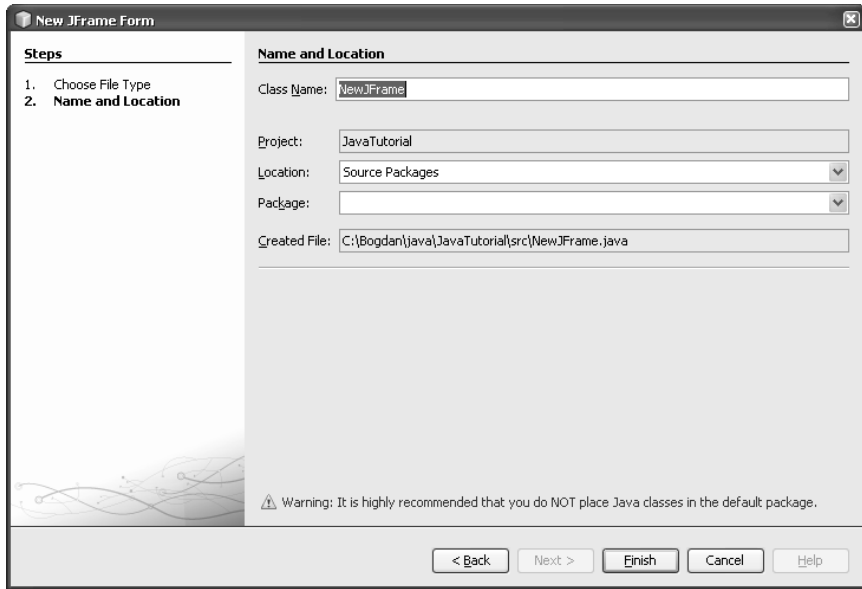 New JFrame Form
Steps
1. Choose File Type
2. Name and Location
Name and Location
Class Name: NewJFrame
Project: JavaTutorial
Location: Source Packages
Package:
Created File: C:\Bogdan\java\JavaTutorial\src\NewJFrame.java
Warning: It is highly recommended that you do NOT place Java classes in the default package.
< Back Next > Finish Cancel Help